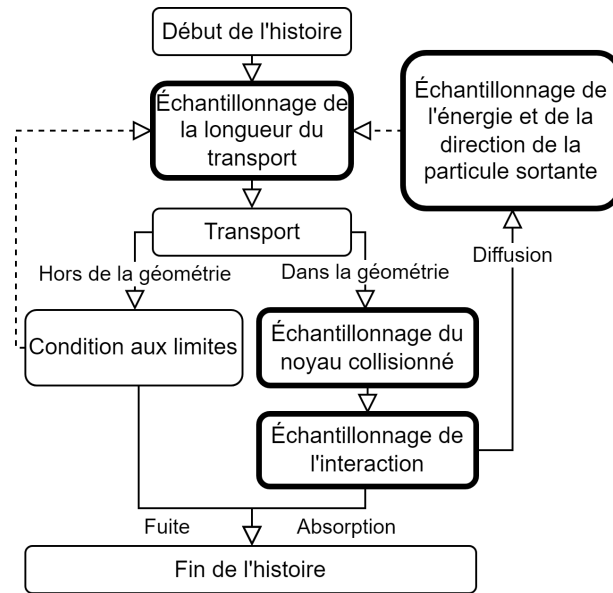 Début de l'histoire
Échantillonnage de
la longueur du
transport
Échantillonnage de
l'énergie et de la
direction de la
particule sortante
Transport
Hors de la géométrie
Dans la géométrie
Diffusion
Condition aux limites
Échantillonnage du
noyau collisionné
Échantillonnage de
l'interaction
Fuite
Absorption
Fin de l'histoire